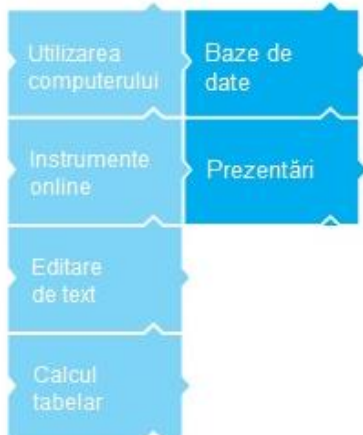 Utilizarea
computerului
Baze de
date
Instrumente
online
Prezentări
Editare
de text
Calcul
tabelar